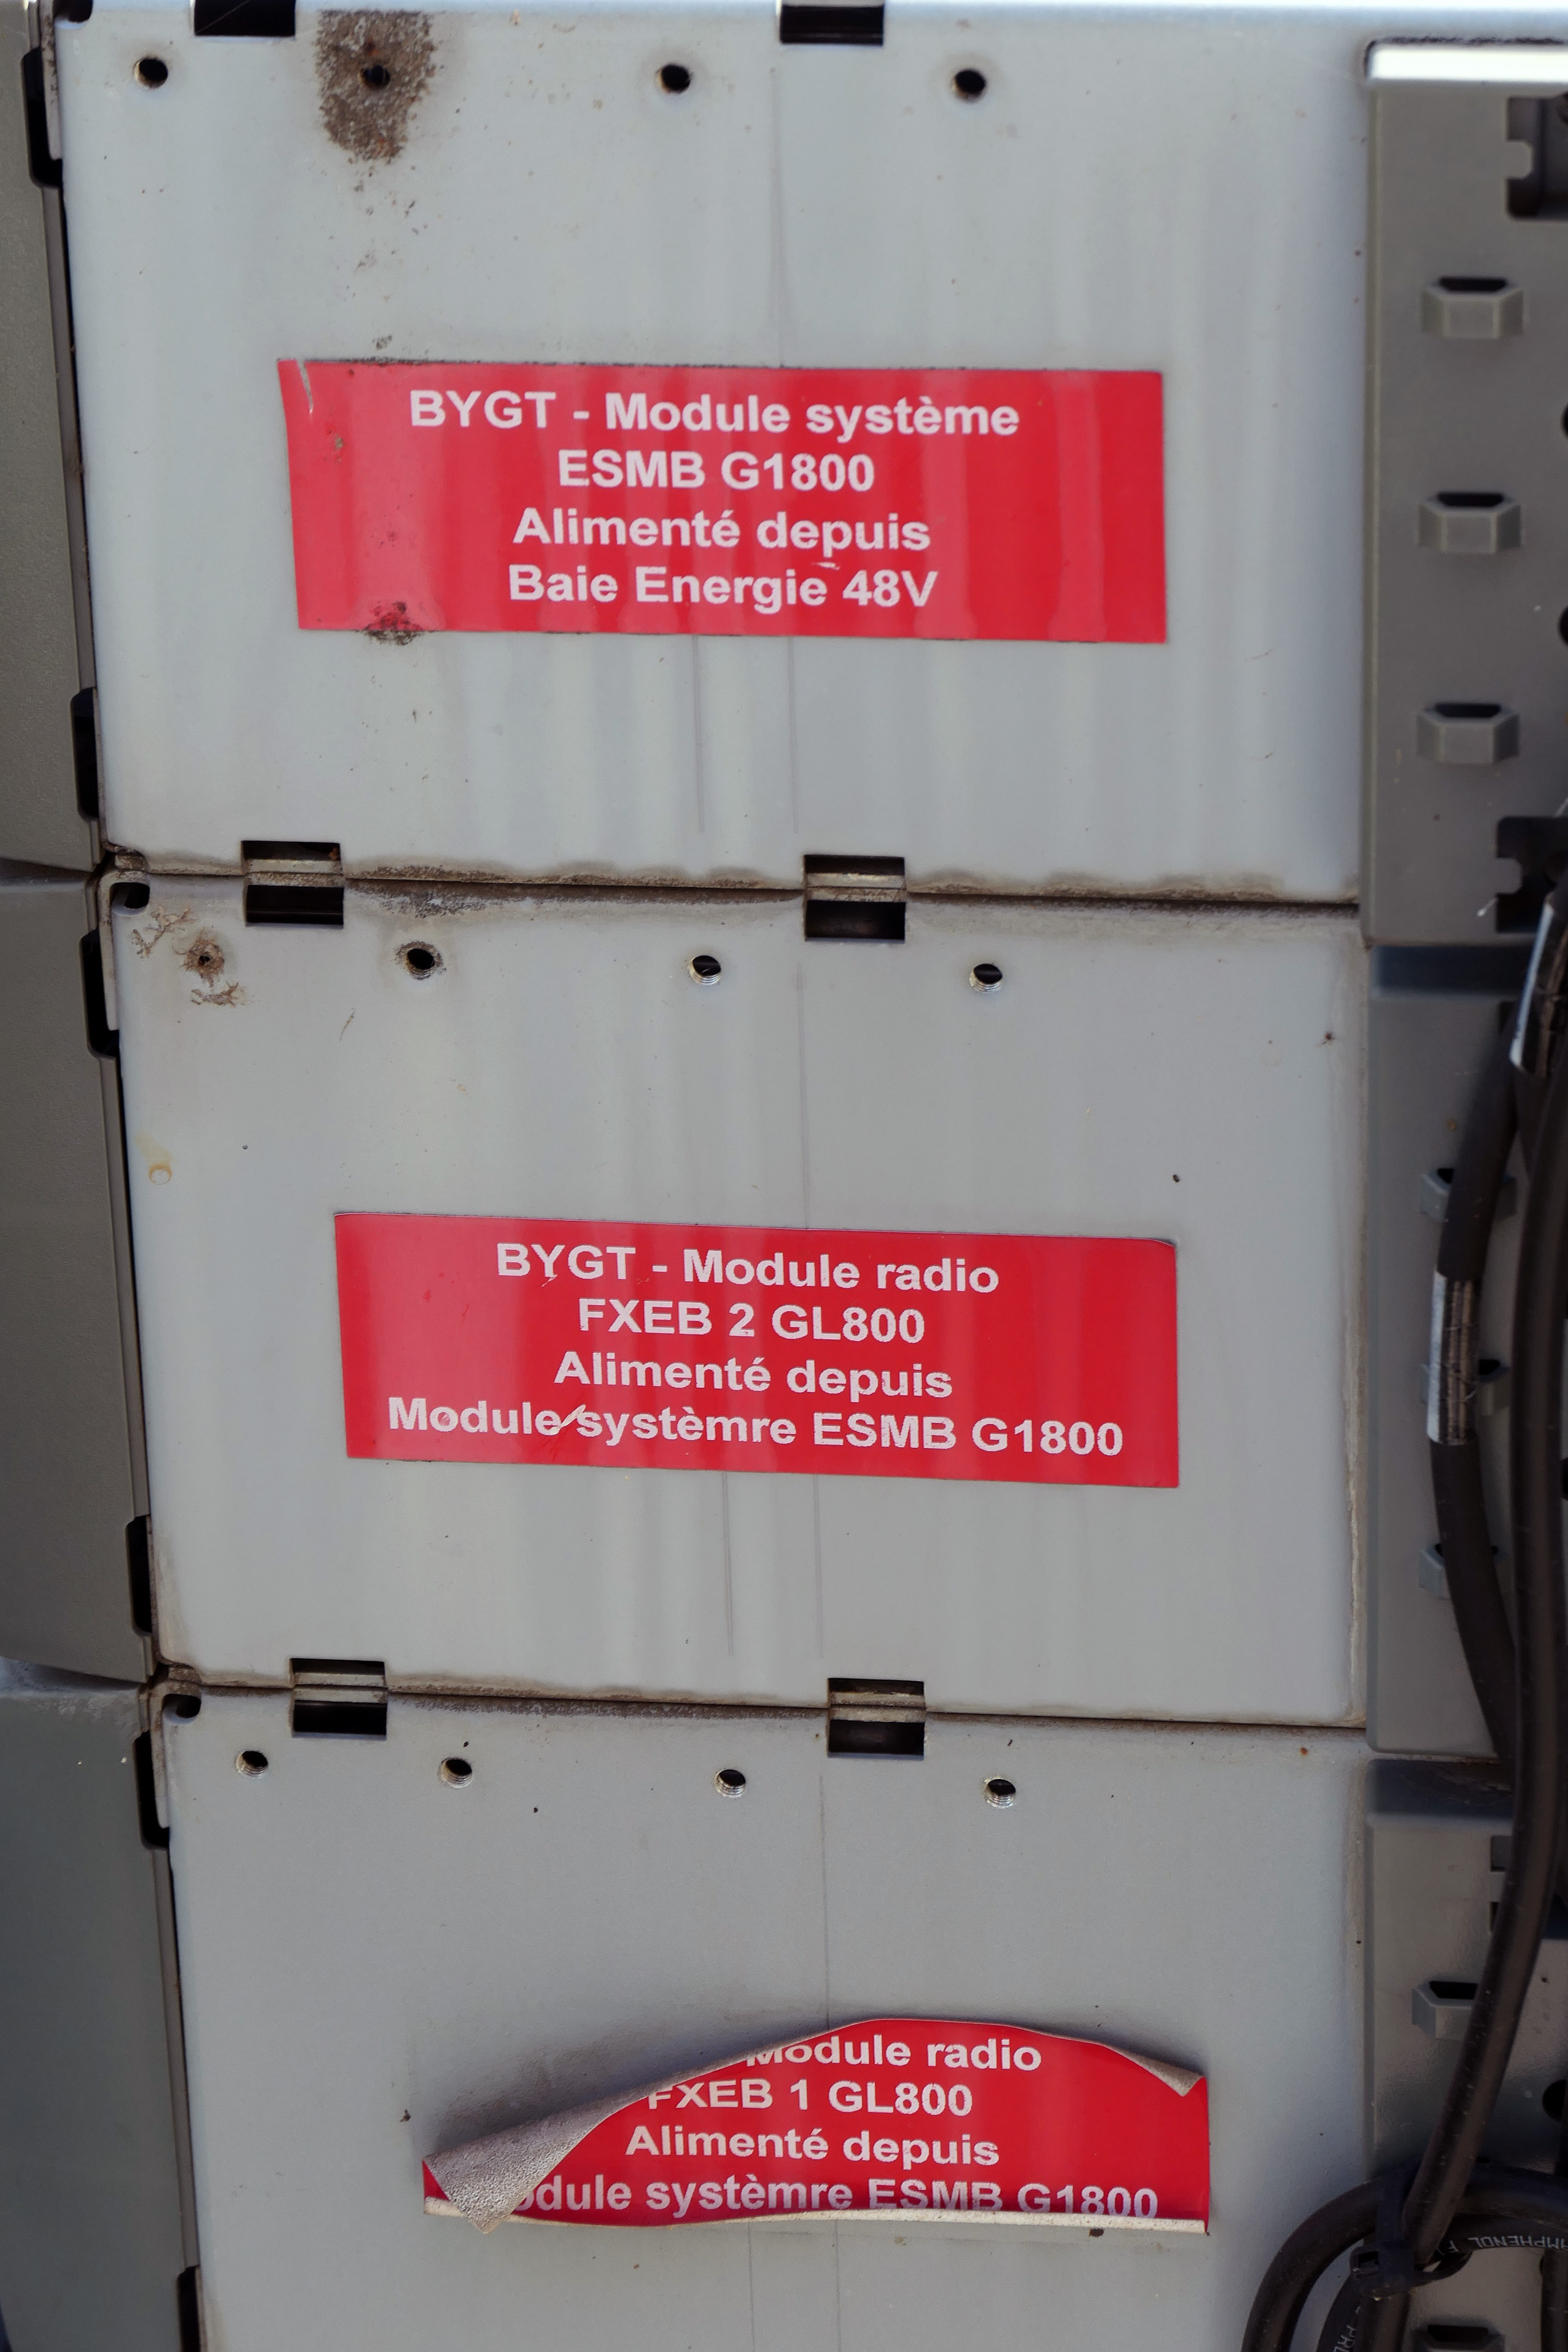 BYGT - Module système
ESMB G1800
Alimenté depuis
Baie Energie 48V
BYGT - Module radio
FXEB 2 GL800
Alimenté depuis
Module systèmre ESMB G1800
Module radio
FXEB 1 GL800
Alimenté depuis
systèmre ESMB G1800